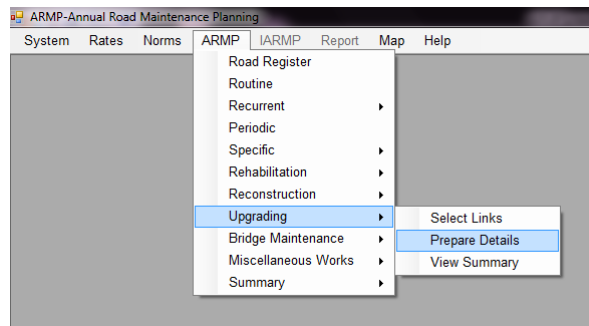 ARMP-Annual Road Maintenance Planning
System Rates Norms ARMP IARMP Report Map Help
Road Register
Routine
Recurrent
Periodic
Specific
Rehabilitation
Reconstruction
Upgrading Select Links
Bridge Maintenance Prepare Details
Miscellaneous Works View Summary
Summary